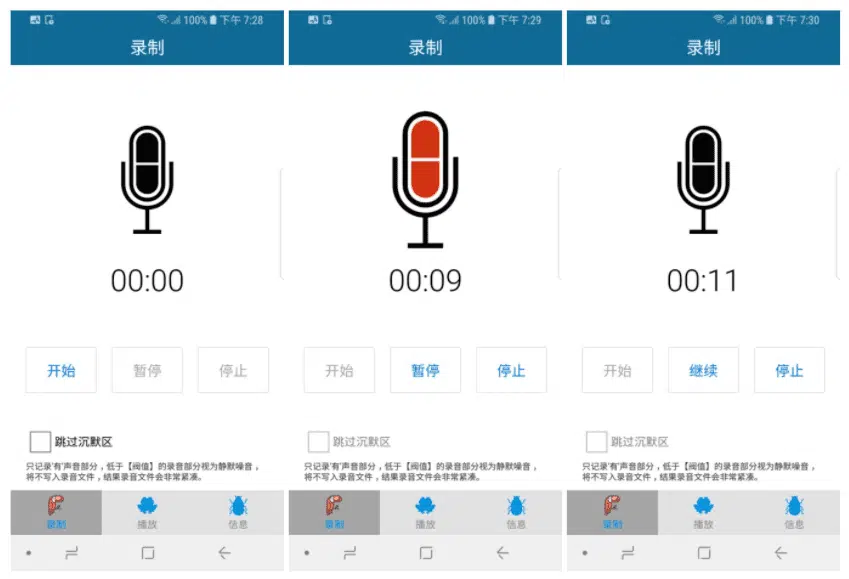 100% 下午 7:28
录制
00:00
开始 暂停 停止
跳过沉默区
只记录'有'声音部分，低于【阀值】的录音部分视为静默噪音，
将不写入录音文件，结果录音文件会非常紧凑。
录制 播放 信息
100% 下午 7:29
录制
00:09
开始 暂停 停止
跳过沉默区
只记录'有'声音部分，低于【阀值】的录音部分视为静默噪音，
将不写入录音文件，结果录音文件会非常紧凑。
录制 播放 信息
100% 下午 7:30
录制
00:11
开始 继续 停止
跳过沉默区
只记录'有'声音部分，低于【阀值】的录音部分视为静默噪音，
将不写入录音文件，结果录音文件会非常紧凑。
录制 播放 信息